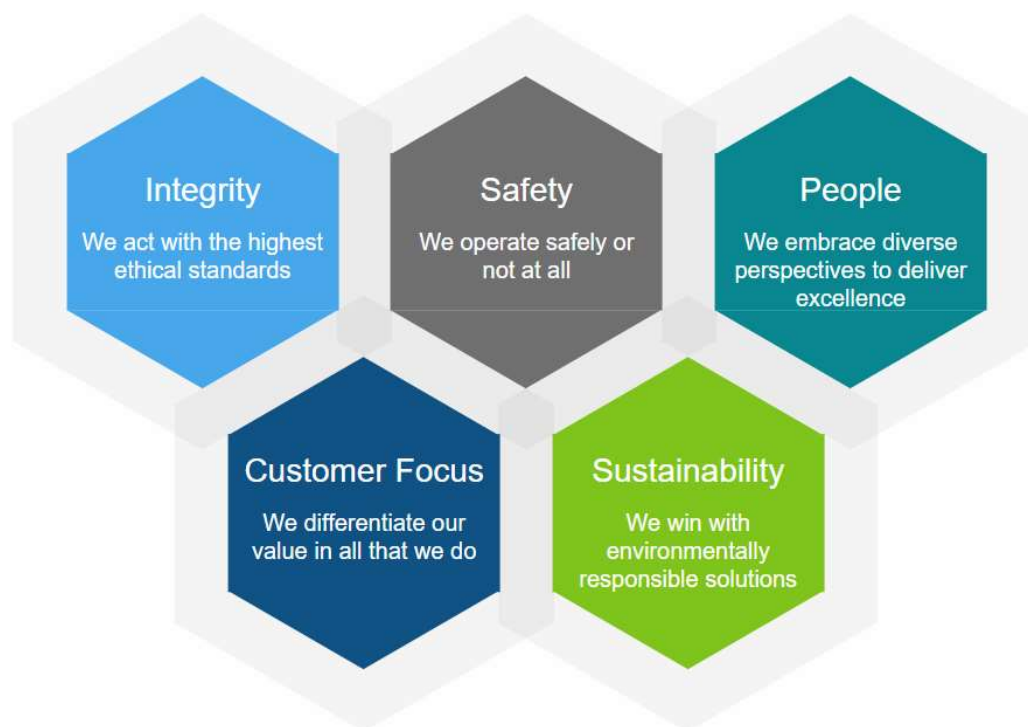 Integrity
We act with the highest
ethical standards
Safety
We operate safely or
not at all
People
We embrace diverse
perspectives to deliver
excellence
Customer Focus
We differentiate our
value in all that we do
Sustainability
We win with
environmentally
responsible solutions